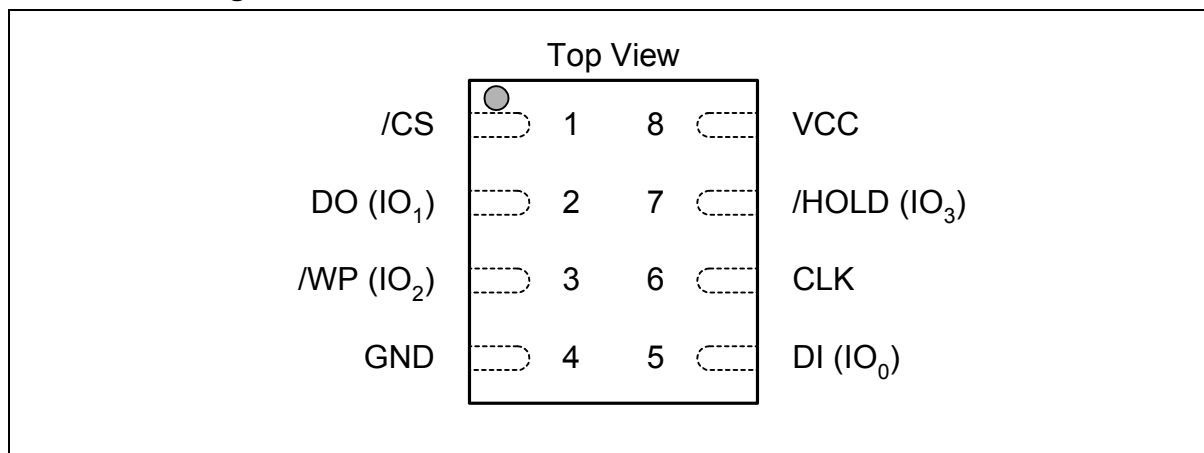 Top View
/CS 1 8 VCC
DO (IO1) 2 7 /HOLD (IO3)
/WP (IO2) 3 6 CLK
GND 4 5 DI (IO0)